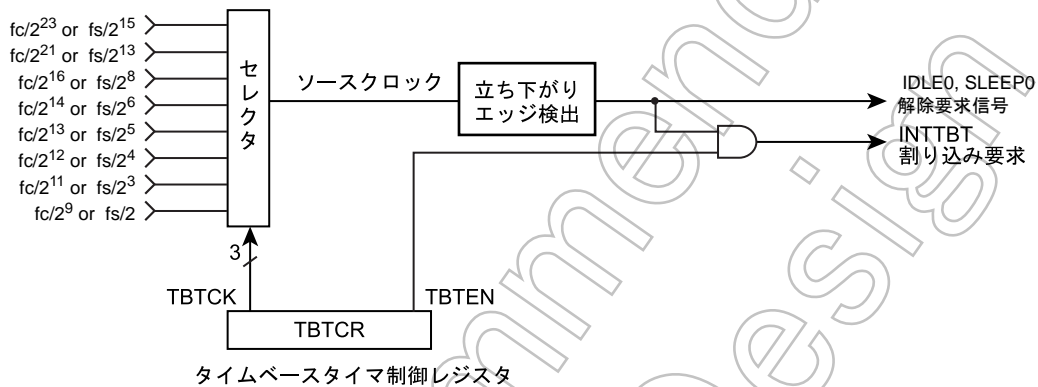 fc/2^23 or fs/2^15
fc/2^21 or fs/2^13
fc/2^16 or fs/2^8
fc/2^14 or fs/2^6
fc/2^13 or fs/2^5
fc/2^12 or fs/2^4
fc/2^11 or fs/2^3
fc/2^9 or fs/2
セレクタ
ソースクロック
立ち下がり
エッジ検出
IDLE0, SLEEP0
解除要求信号
INTTBT
割り込み要求
3
TBTCK
TBTEN
TBTCR
タイムベースタイマ制御レジスタ